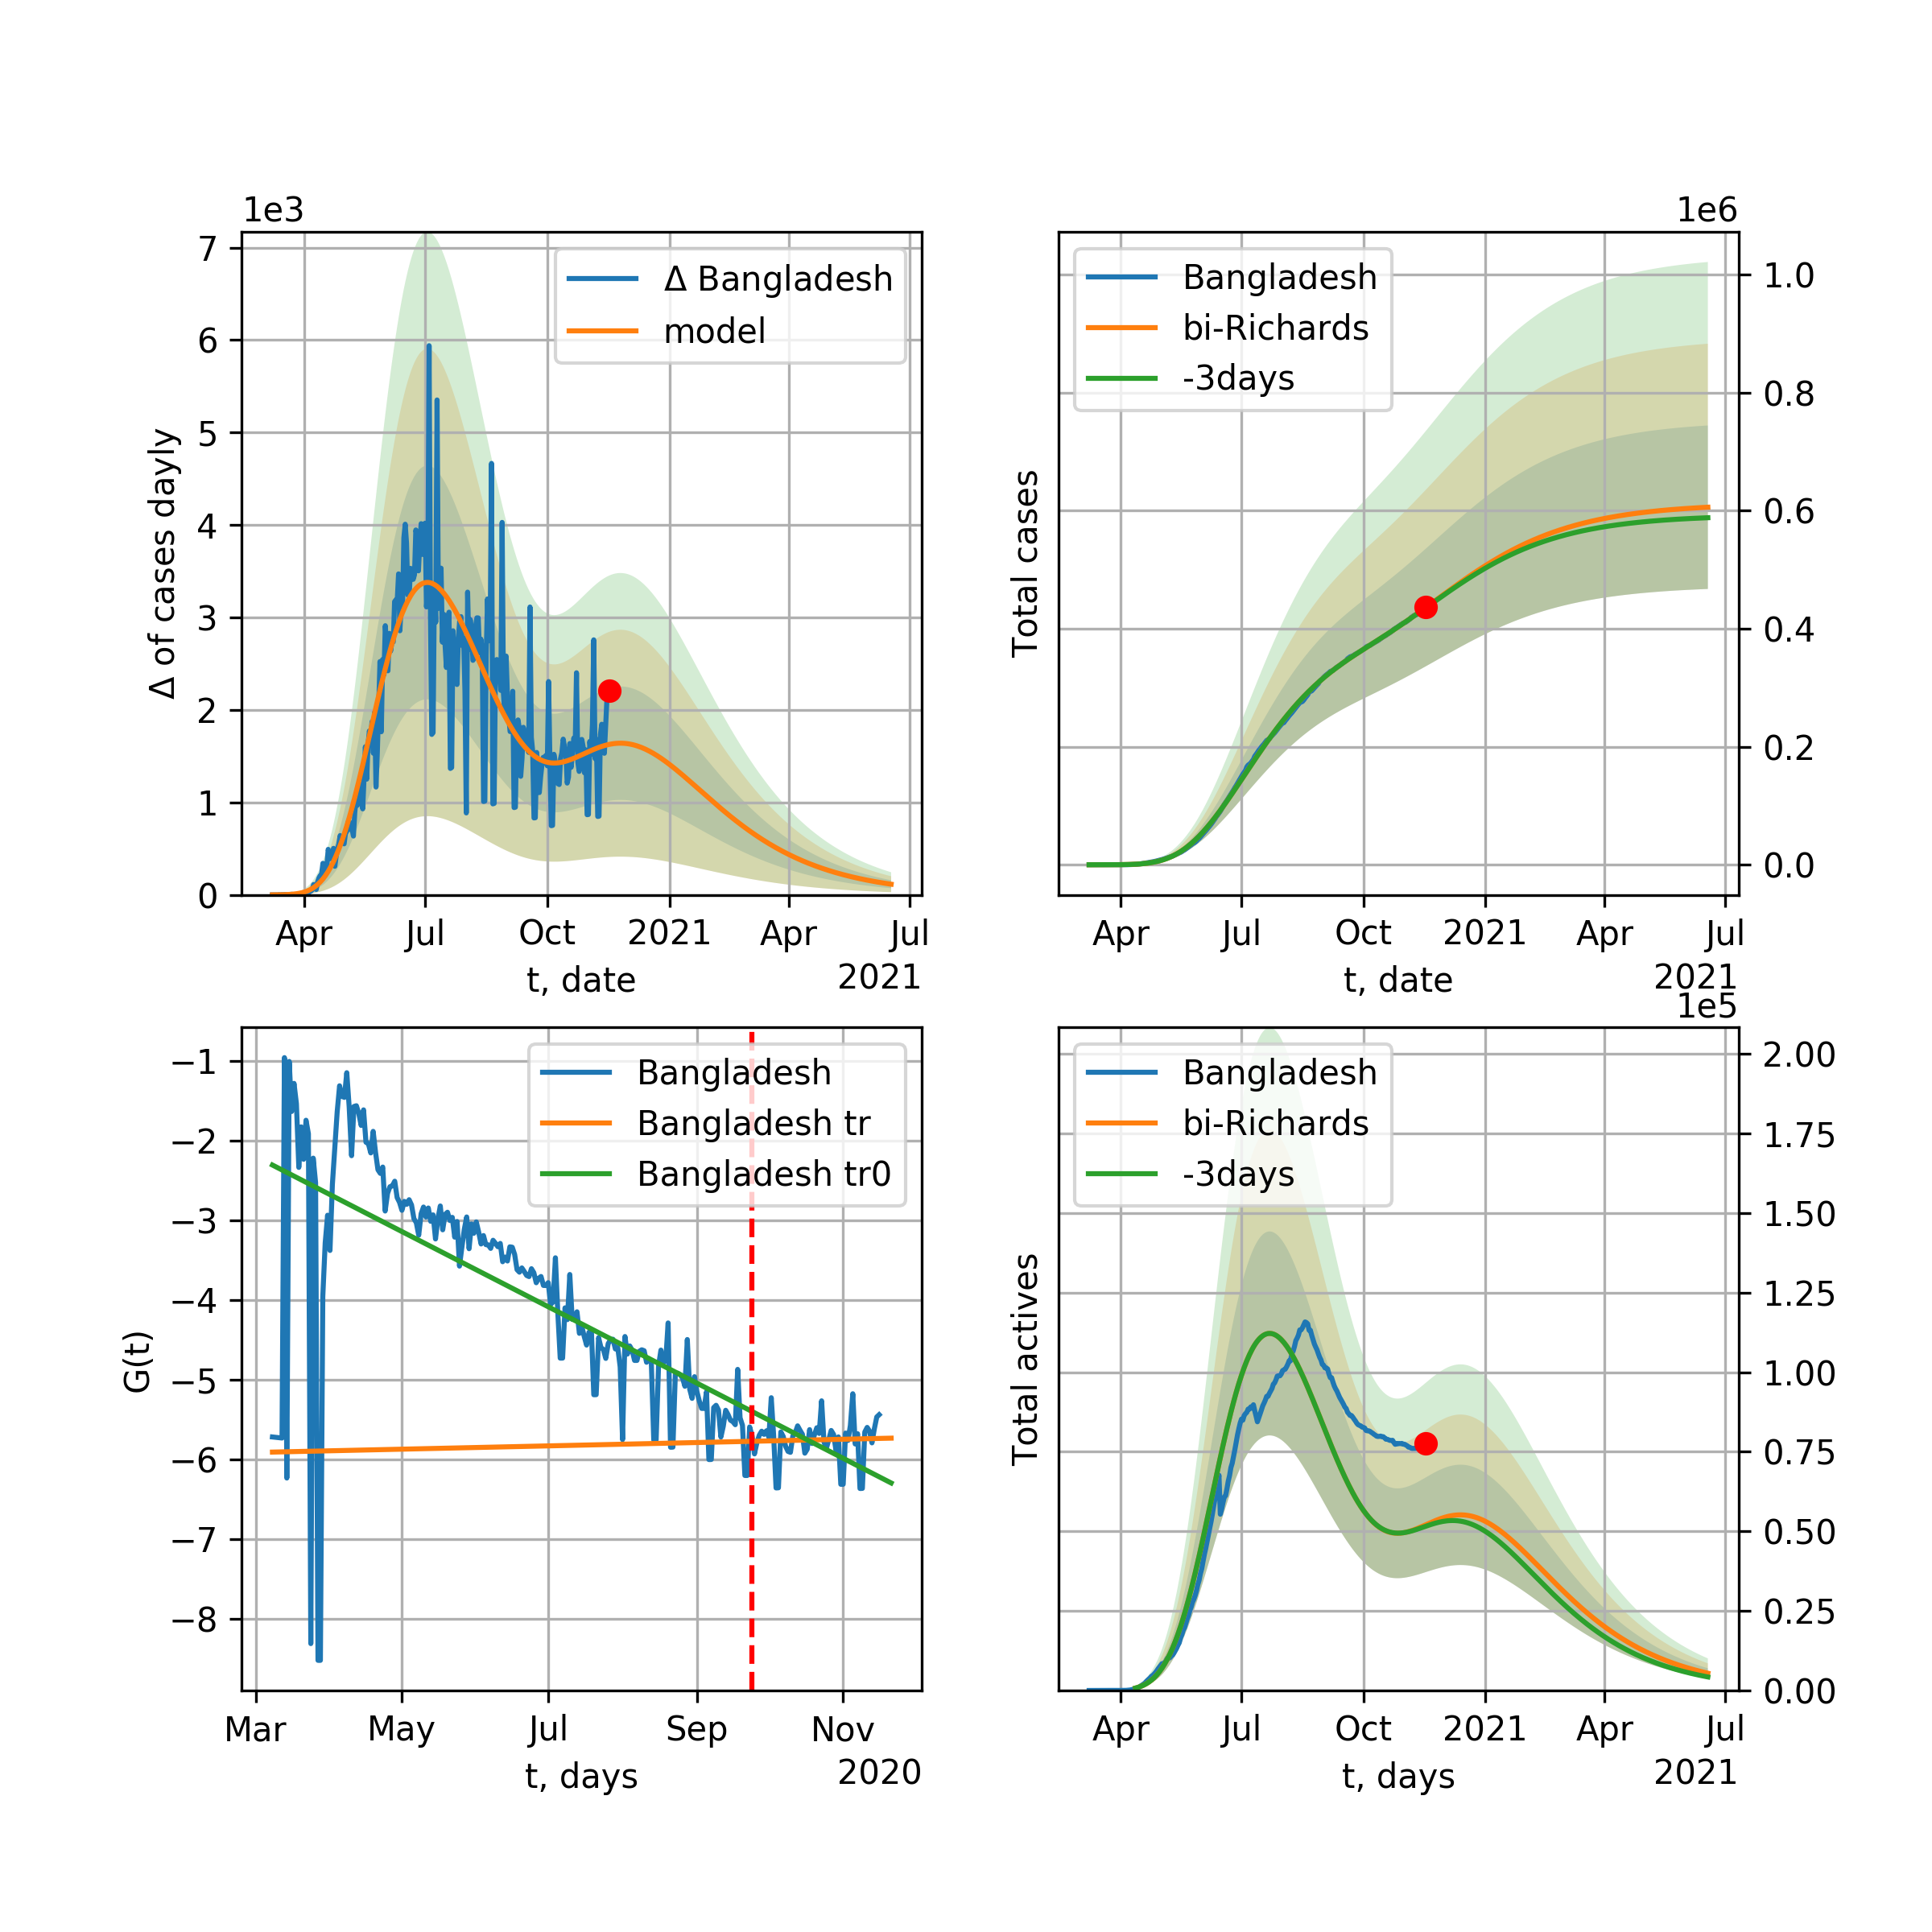 1e3
7
6
5
4
3
2
1
0
Δ of cases dayly
Δ Bangladesh
model
Apr Jul Oct 2021 Apr Jul
t, date
2021
1e6
Bangladesh
bi-Richards
-3days
Total cases
1.0
0.8
0.6
0.4
0.2
0.0
Apr Jul Oct 2021 Apr Jul
t, date
2021
−1
−2
−3
−4
−5
−6
−7
−8
G(t)
Bangladesh
Bangladesh tr
Bangladesh tr0
Mar May Jul Sep Nov
t, days
2020
1e5
Bangladesh
bi-Richards
-3days
Total actives
2.00
1.75
1.50
1.25
1.00
0.75
0.50
0.25
0.00
Apr Jul Oct 2021 Apr Jul
t, days
2021